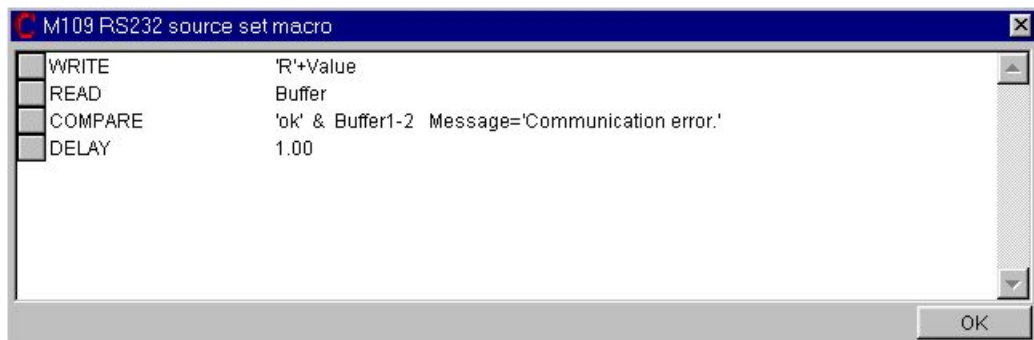 C M109 RS232 source set macro
WRITE 'R'+Value
READ Buffer
COMPARE 'ok' & Buffer1-2 Message='Communication error.'
DELAY 1.00
OK